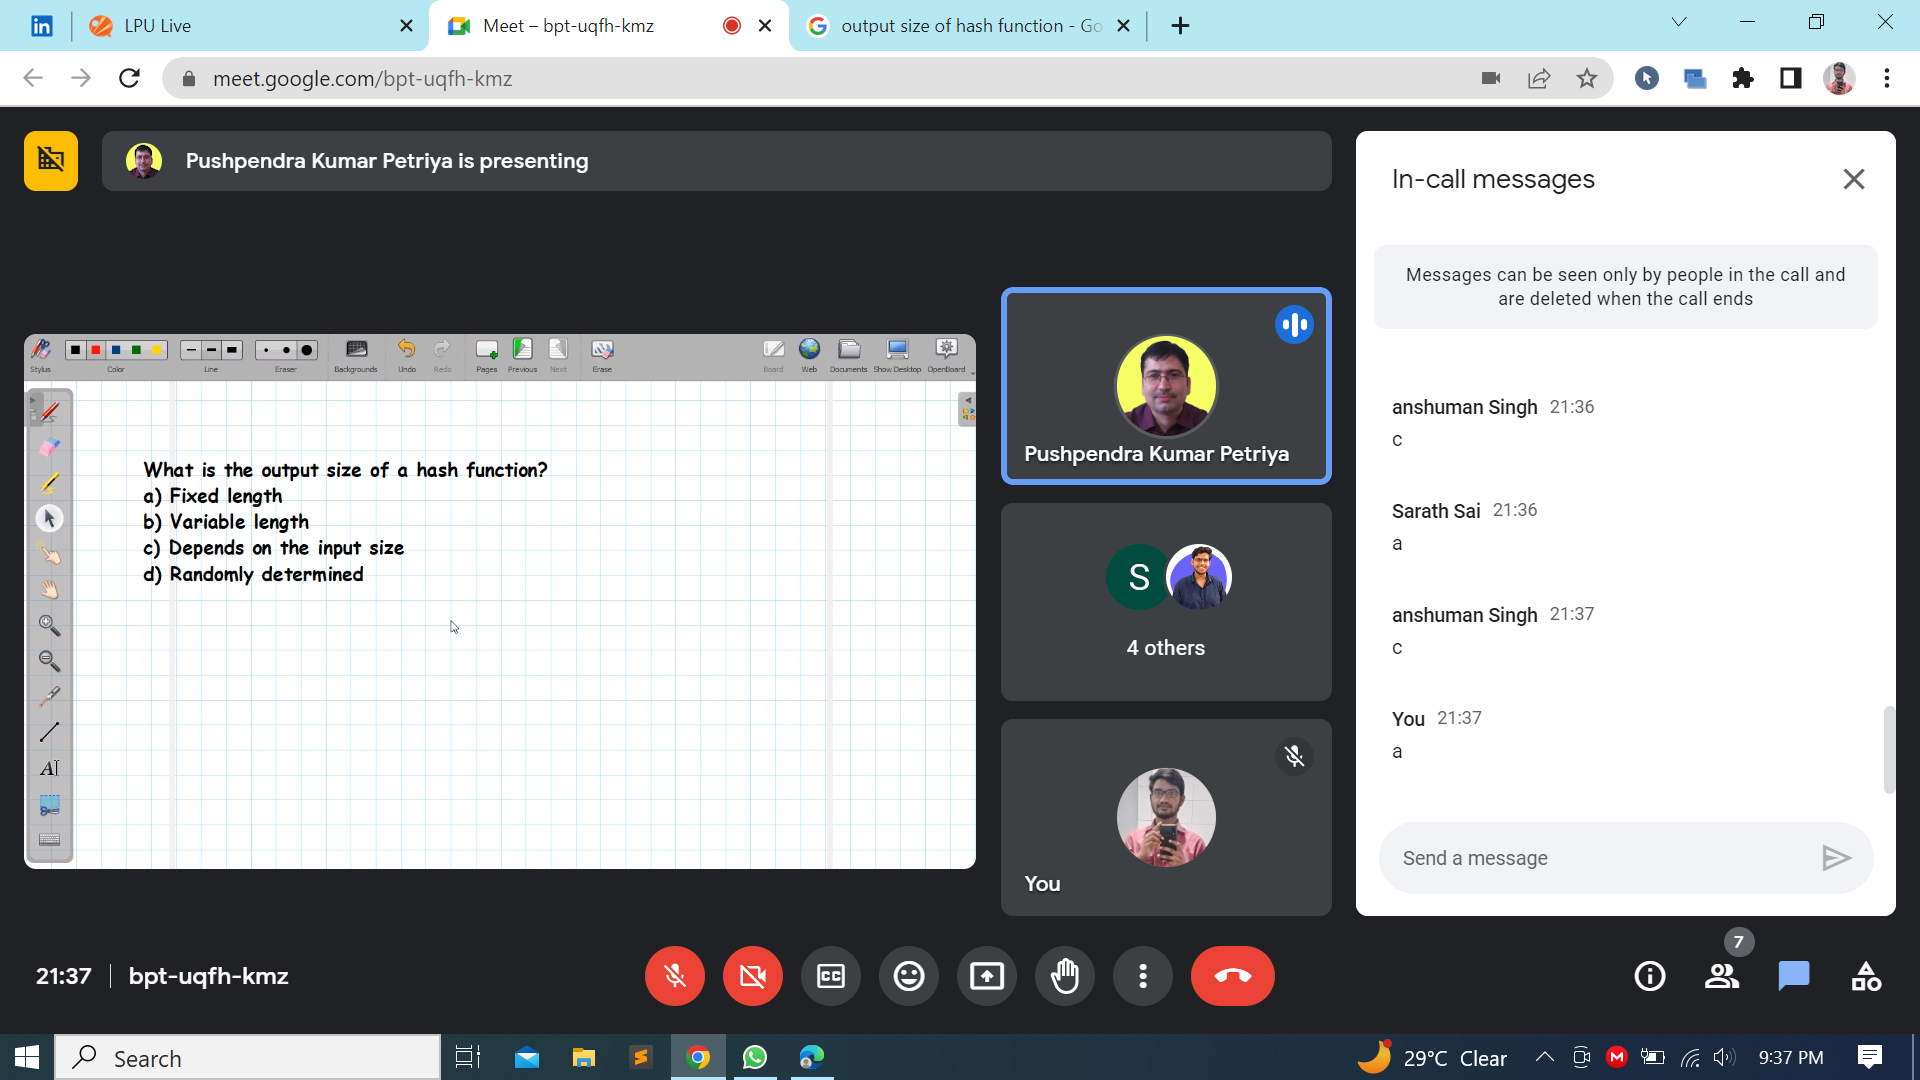 LPU Live
Meet – bpt-uqfh-kmz
output size of hash function - Go
meet.google.com/bpt-uqfh-kmz
Pushpendra Kumar Petriya is presenting
In-call messages
Messages can be seen only by people in the call and
are deleted when the call ends
Stylus
Color
Line
Eraser
Backgrounds
Undo
Redo
Pages
Previous
Next
Erase
Board
Web
Documents
Show Desktop
OpenBoard
What is the output size of a hash function?
a) Fixed length
b) Variable length
c) Depends on the input size
d) Randomly determined
Pushpendra Kumar Petriya
S
4 others
You
anshuman Singh 21:36
c
Sarath Sai 21:36
a
anshuman Singh 21:37
c
You 21:37
a
Send a message
21:37 | bpt-uqfh-kmz
7
Search
29°C Clear
9:37 PM